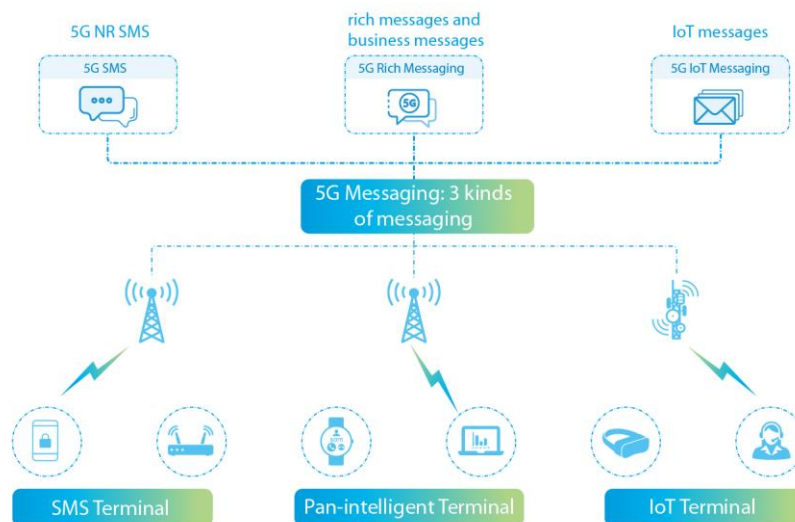 5G NR SMS
rich messages and
business messages
IoT messages
5G SMS
5G Rich Messaging
5G IoT Messaging
5G
5G Messaging: 3 kinds
of messaging
SMS Terminal
Pan-intelligent Terminal
IoT Terminal